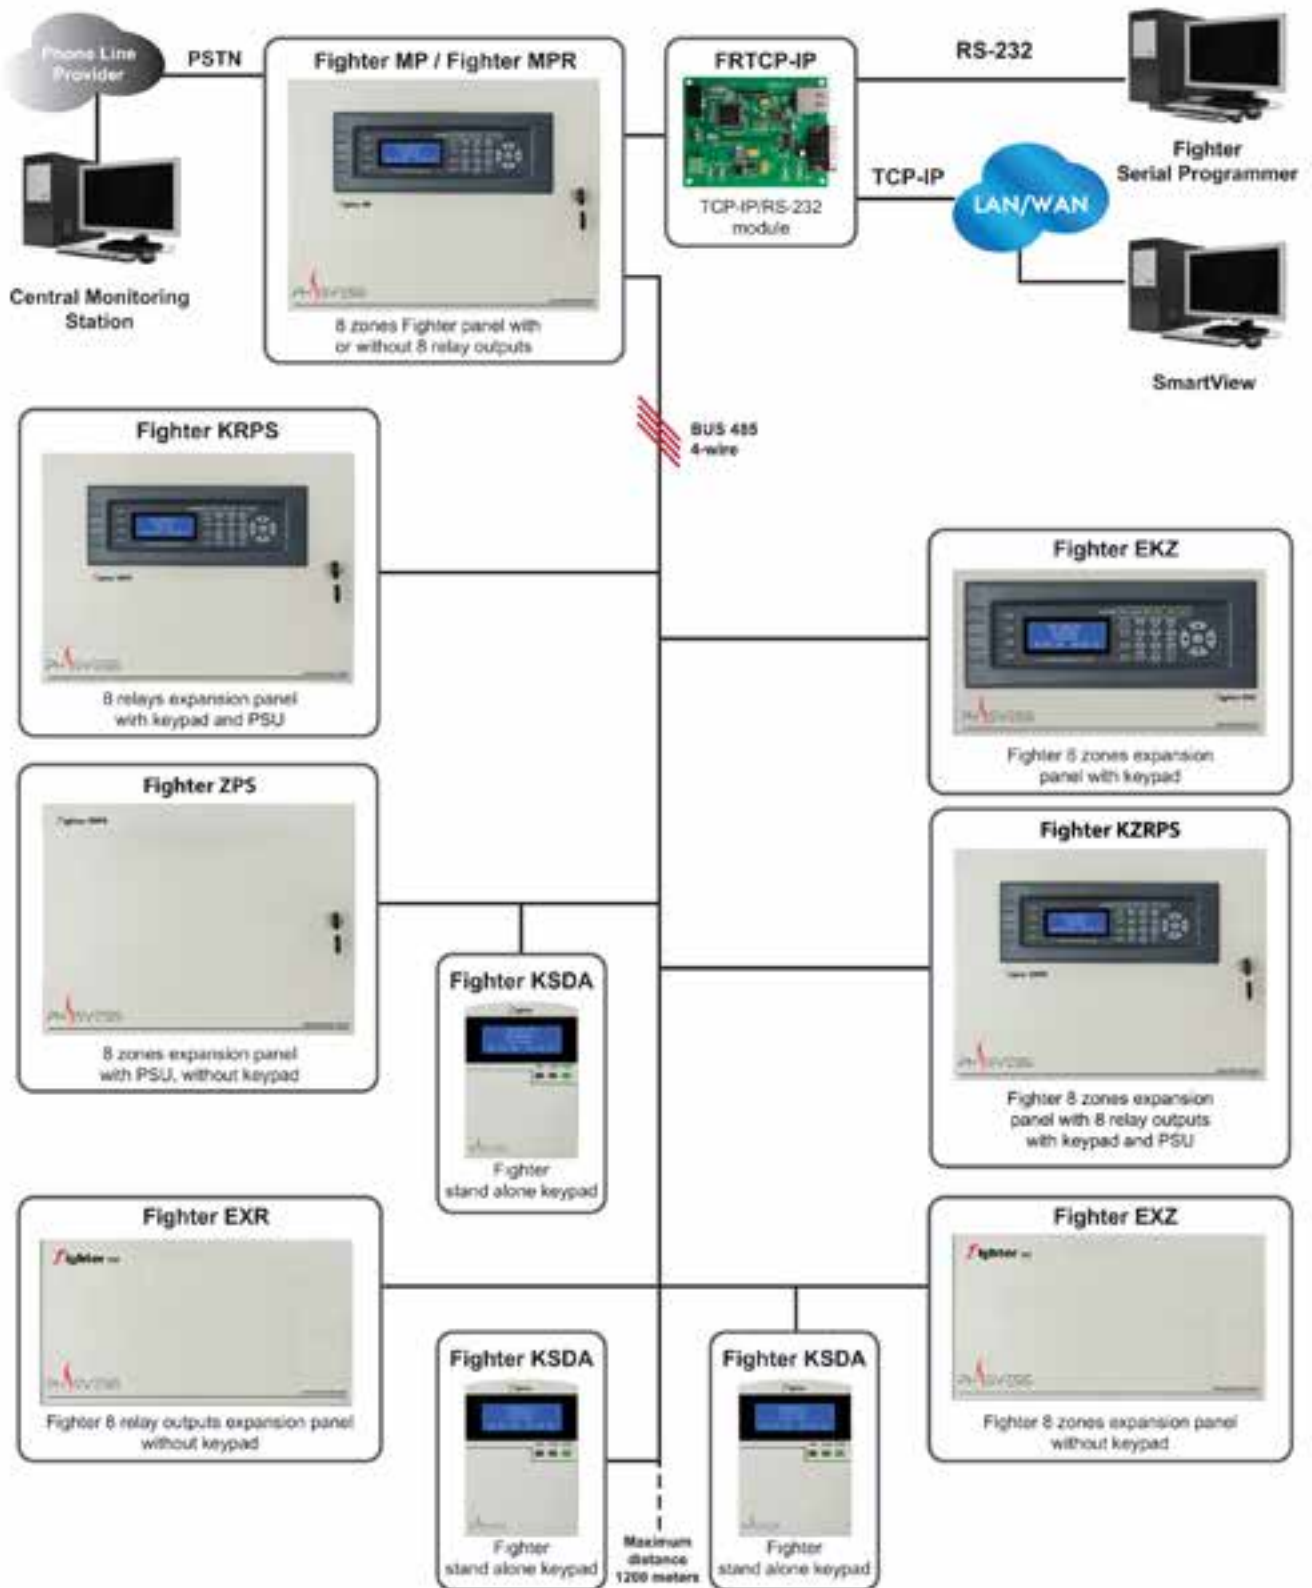 Phone Line
Provider
PSTN
Fighter MP / Fighter MPR
8 zones Fighter panel with
or without 8 relay outputs
FRTCP-IP
TCP-IP/RS-232
module
RS-232
Fighter
Serial Programmer
TCP-IP
LAN/WAN
SmartView
Central Monitoring
Station
BUS 485
4-wire
Fighter KRPS
8 relays expansion panel
wirh keypad and PSU
Fighter EKZ
Fighter 8 zones expansion
panel with keypad
Fighter ZPS
8 zones expansion panel
with PSU, without keypad
Fighter KZRPS
Fighter 8 zones expansion
panel with 8 relay outputs
with keypad and PSU
Fighter KSDA
Fighter
stand alone keypad
Fighter EXR
Fighter
Fighter 8 relay outputs expansion panel
without keypad
Fighter EXZ
Fighter
Fighter 8 zones expansion panel
without keypad
Fighter KSDA
Fighter
stand alone keypad
Fighter KSDA
Fighter
stand alone keypad
Maximum
distance
1200 meters